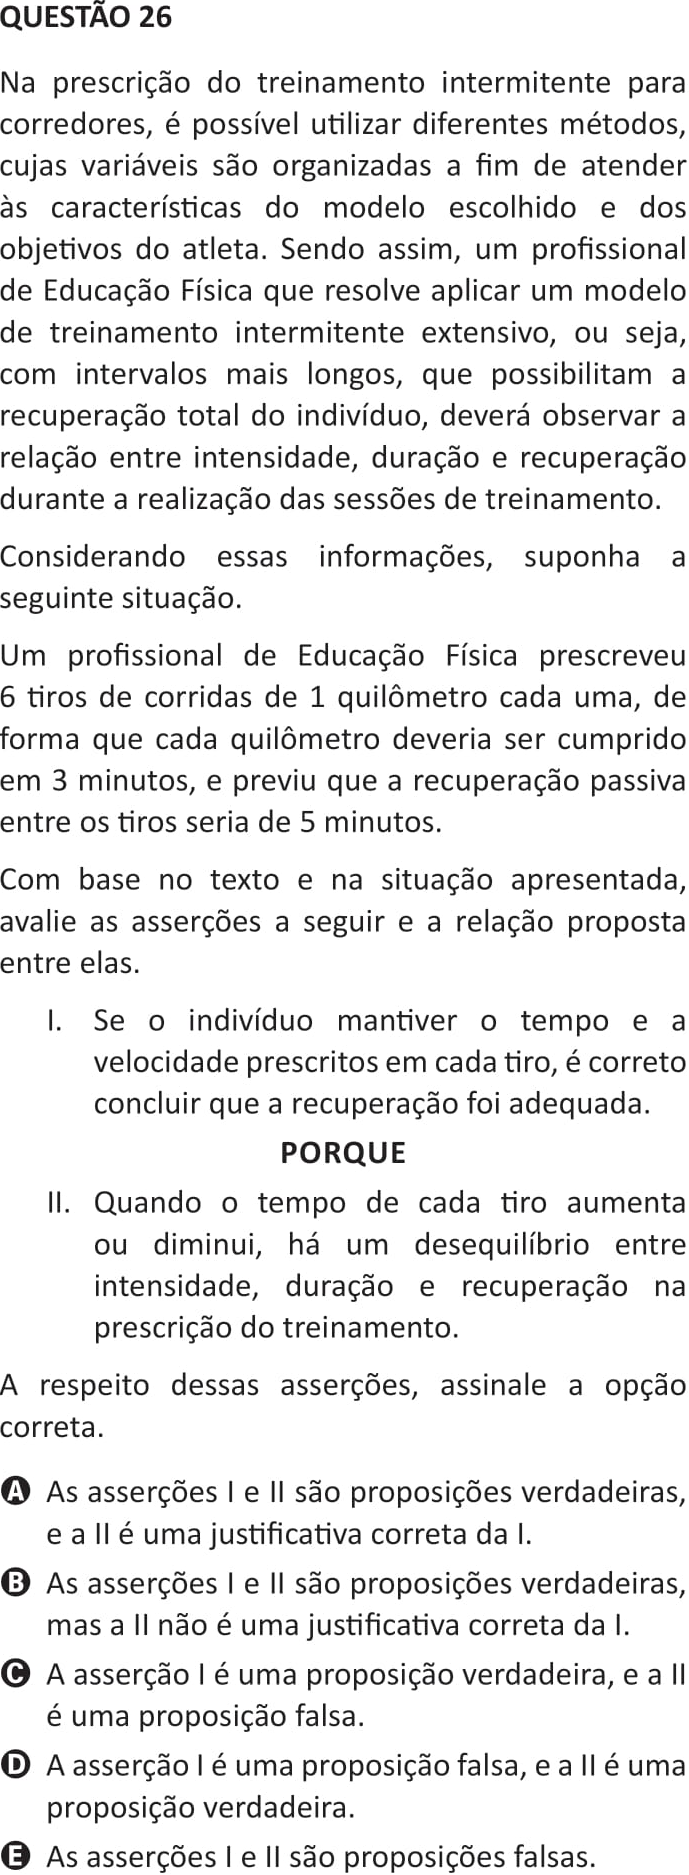 QUESTÃO 26
Na prescrição do treinamento intermitente para
corredores, é possível utilizar diferentes métodos,
cujas variáveis são organizadas a fim de atender
às características do modelo escolhido e dos
objetivos do atleta. Sendo assim, um profissional
de Educação Física que resolve aplicar um modelo
de treinamento intermitente extensivo, ou seja,
com intervalos mais longos, que possibilitam a
recuperação total do indivíduo, deverá observar a
relação entre intensidade, duração e recuperação
durante a realização das sessões de treinamento.
Considerando essas informações, suponha a
seguinte situação.
Um profissional de Educação Física prescreveu
6 tiros de corridas de 1 quilômetro cada uma, de
forma que cada quilômetro deveria ser cumprido
em 3 minutos, e previu que a recuperação passiva
entre os tiros seria de 5 minutos.
Com base no texto e na situação apresentada,
avalie as asserções a seguir e a relação proposta
entre elas.
I. Se o indivíduo mantiver o tempo e a
velocidade prescritos em cada tiro, é correto
concluir que a recuperação foi adequada.
PORQUE
II. Quando o tempo de cada tiro aumenta
ou diminui, há um desequilíbrio entre
intensidade, duração e recuperação na
prescrição do treinamento.
A respeito dessas asserções, assinale a opção
correta.
A As asserções I e II são proposições verdadeiras,
e a II é uma justificativa correta da I.
B As asserções I e II são proposições verdadeiras,
mas a II não é uma justificativa correta da I.
C A asserção I é uma proposição verdadeira, e a II
é uma proposição falsa.
D A asserção I é uma proposição falsa, e a II é uma
proposição verdadeira.
E As asserções I e II são proposições falsas.